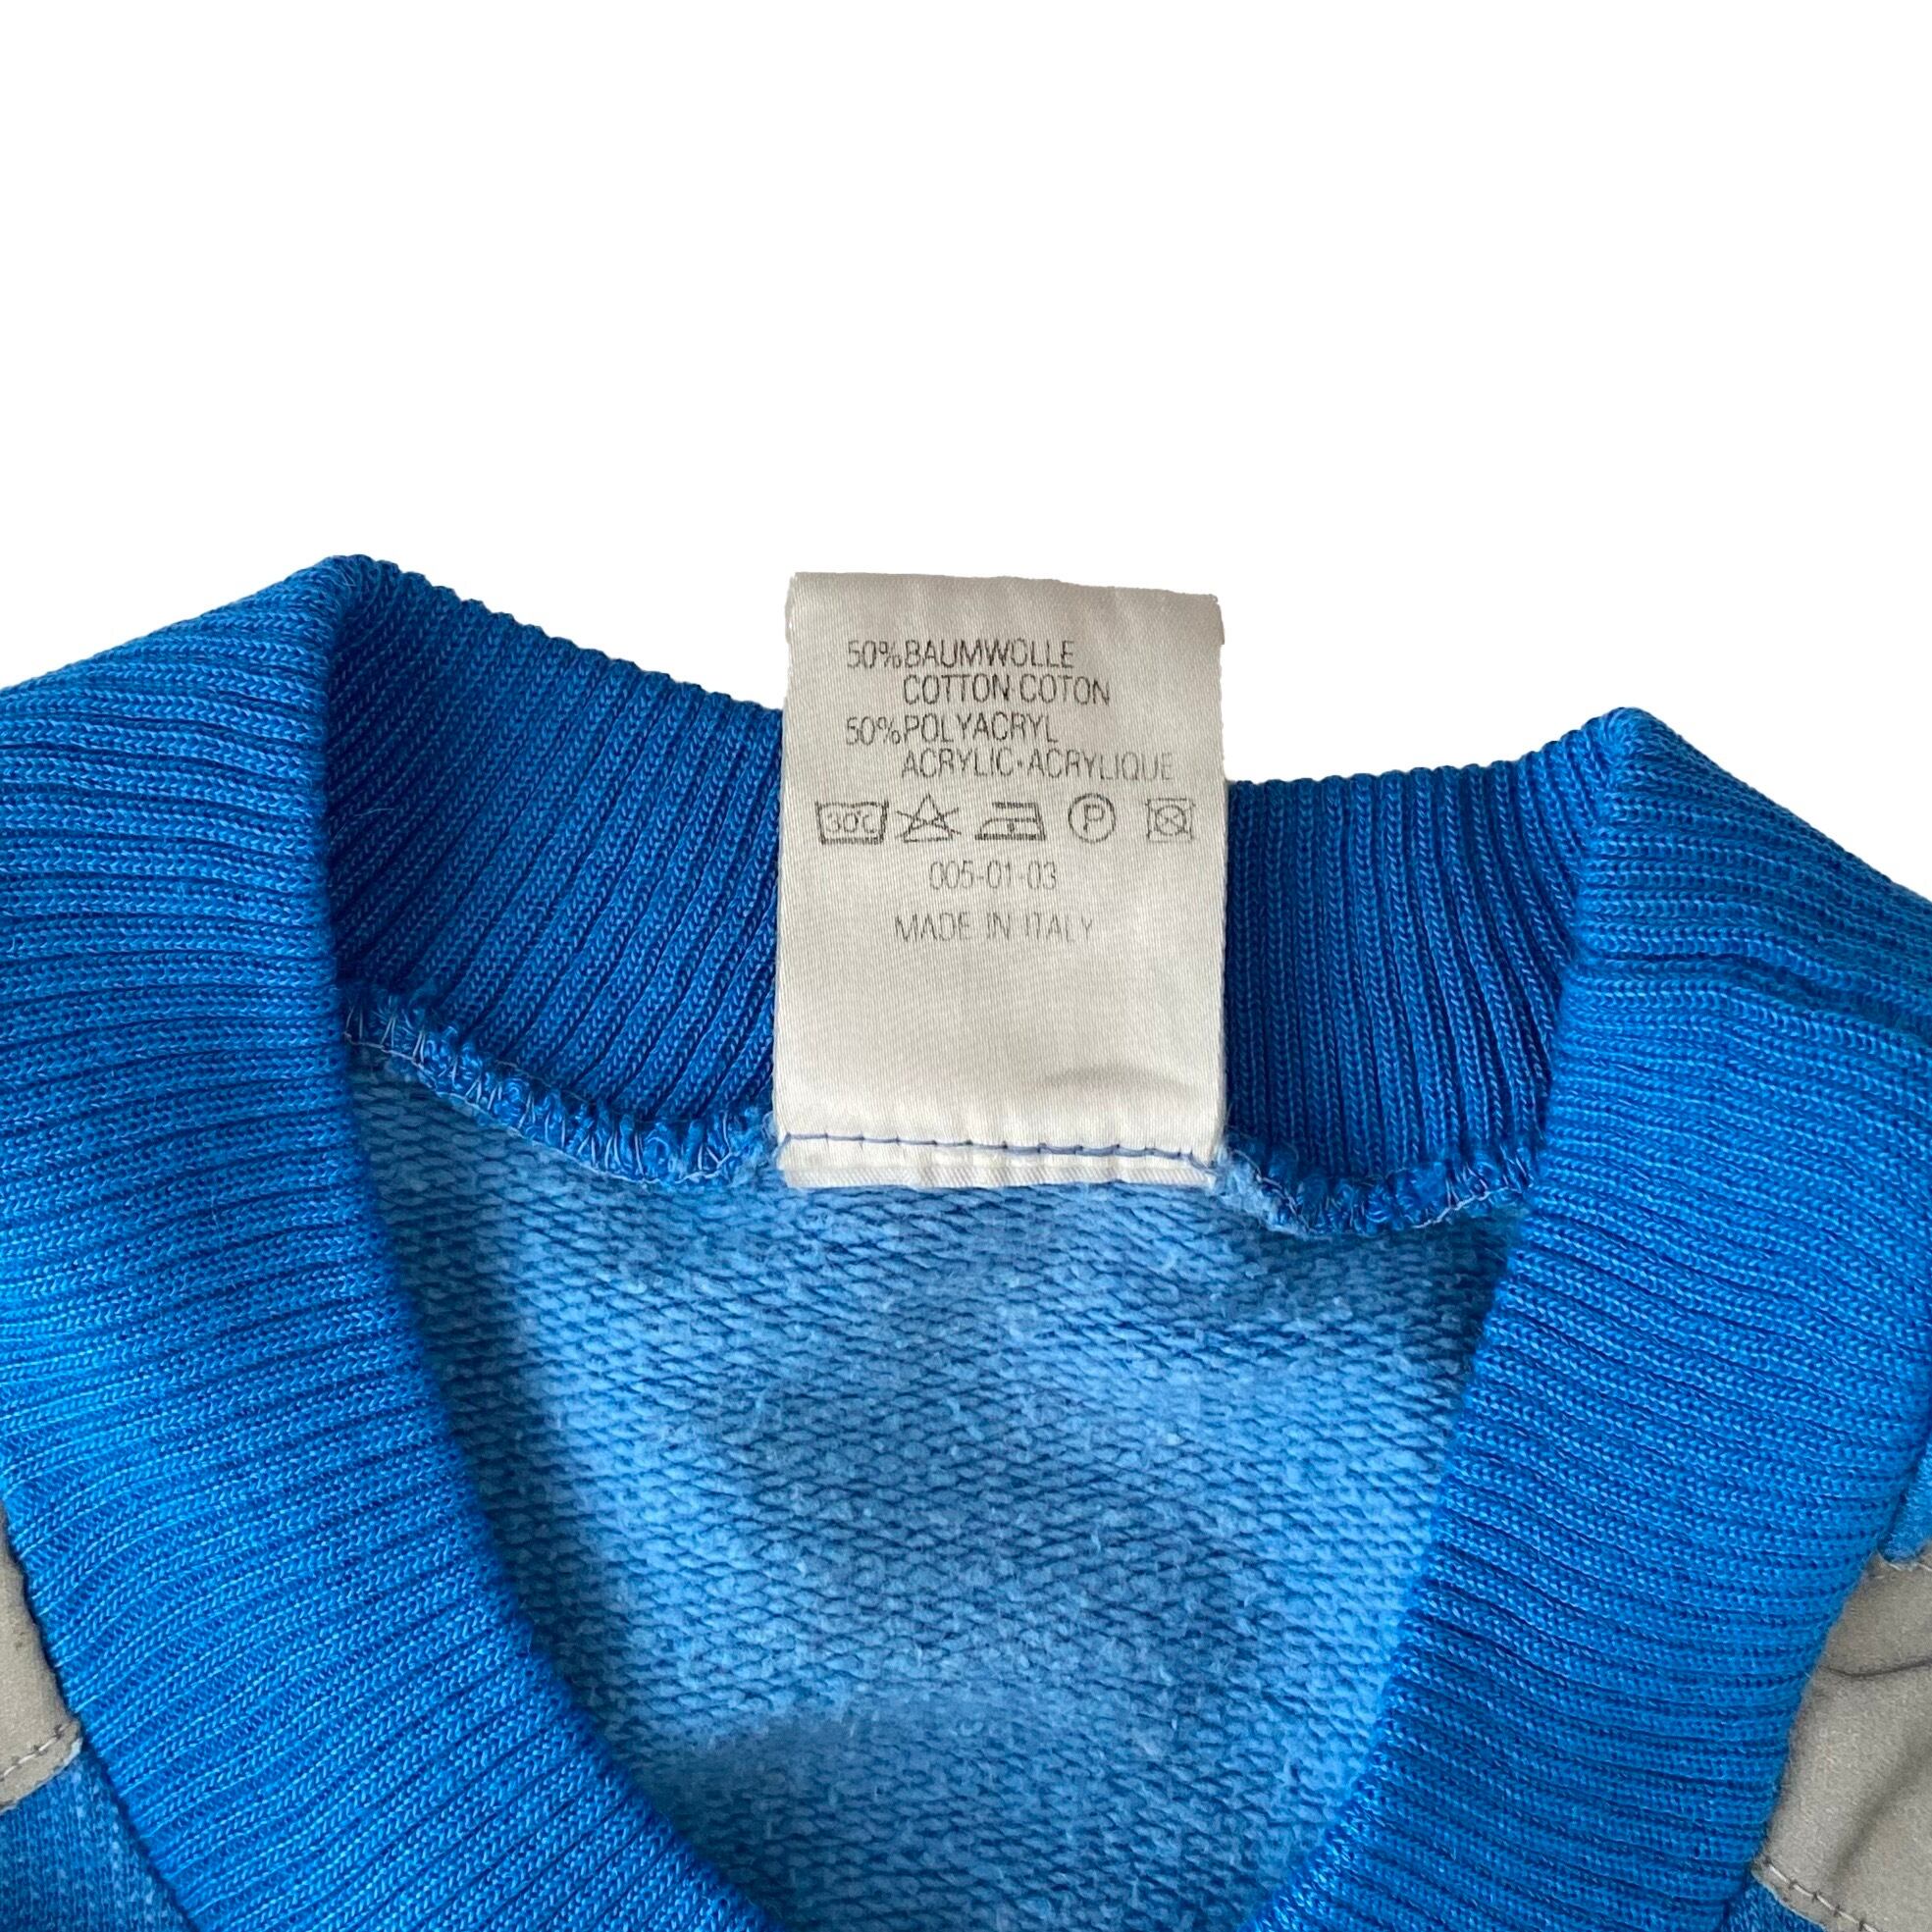 50% BAUMWOLLE
COTTON·COTON
50% POLYACRYL
ACRYLIC·ACRYLIQUE
30°C P
005-01-03
MADE IN ITALY